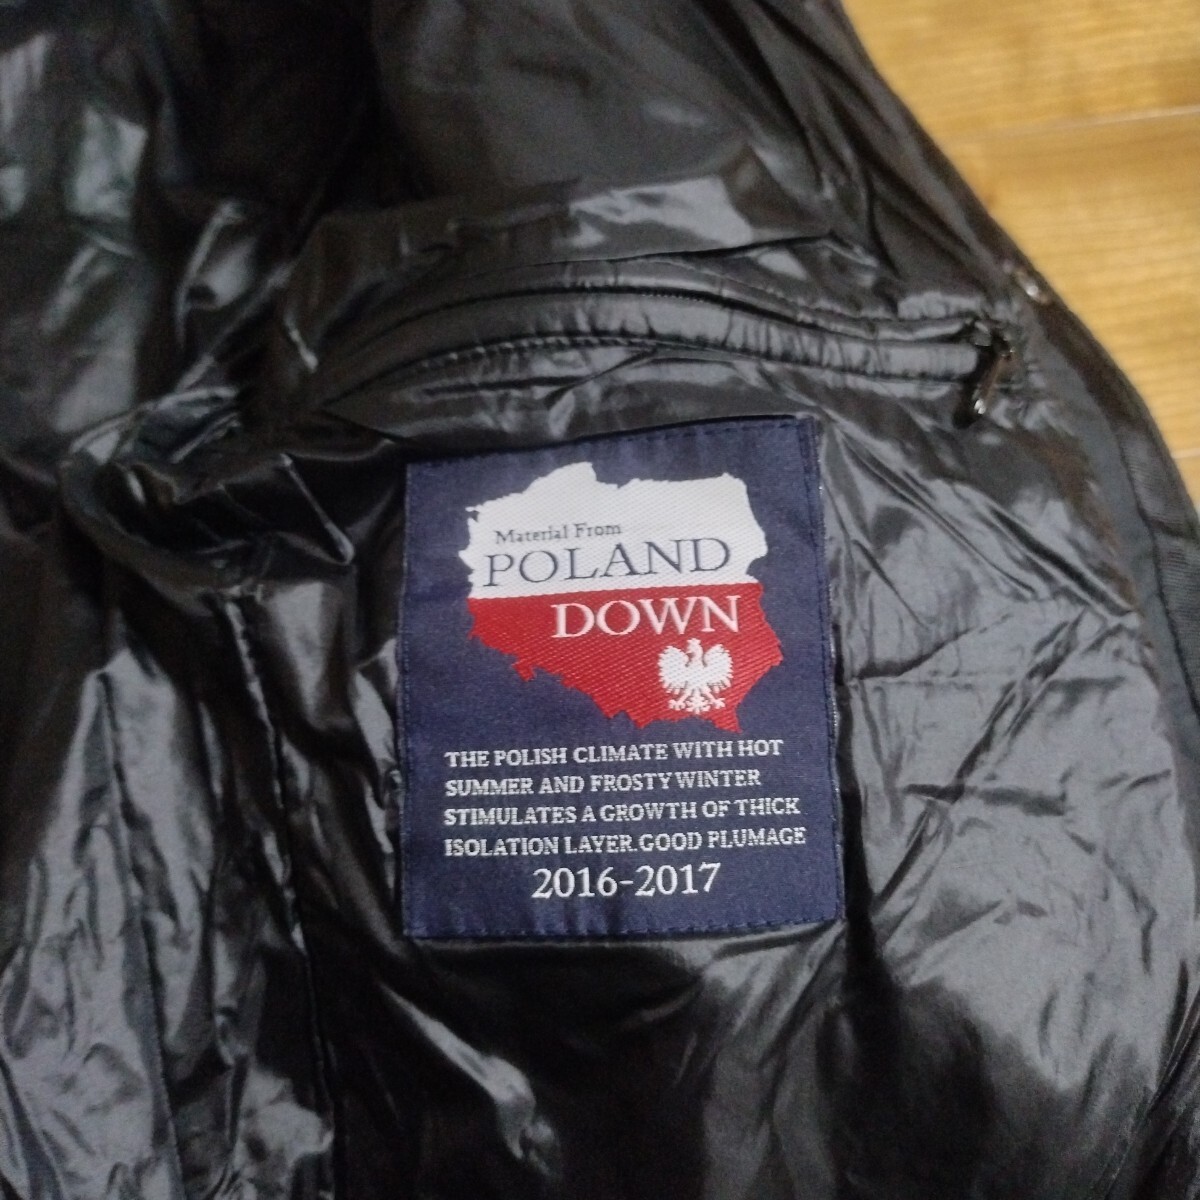 Material From
POLAND
DOWN
THE POLISH CLIMATE WITH HOT
SUMMER AND FROSTY WINTER
STIMULATES A GROWTH OF THICK
ISOLATION LAYER.GOOD PLUMAGE
2016-2017